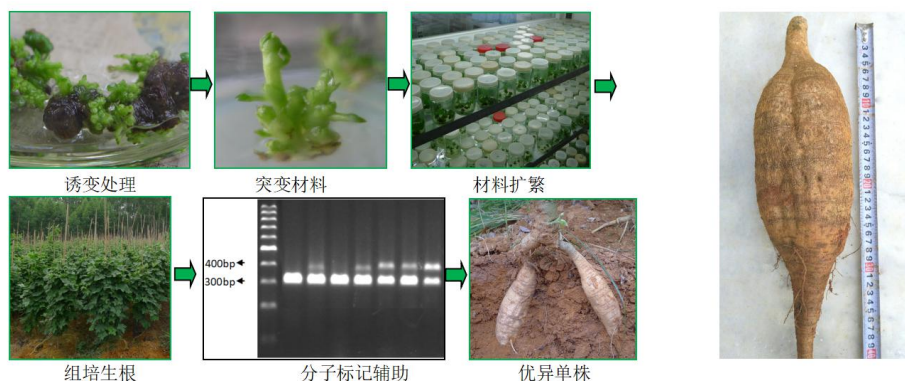 诱变处理
突变材料
材料扩繁
400bp
300bp
组培生根
分子标记辅助
优异单株